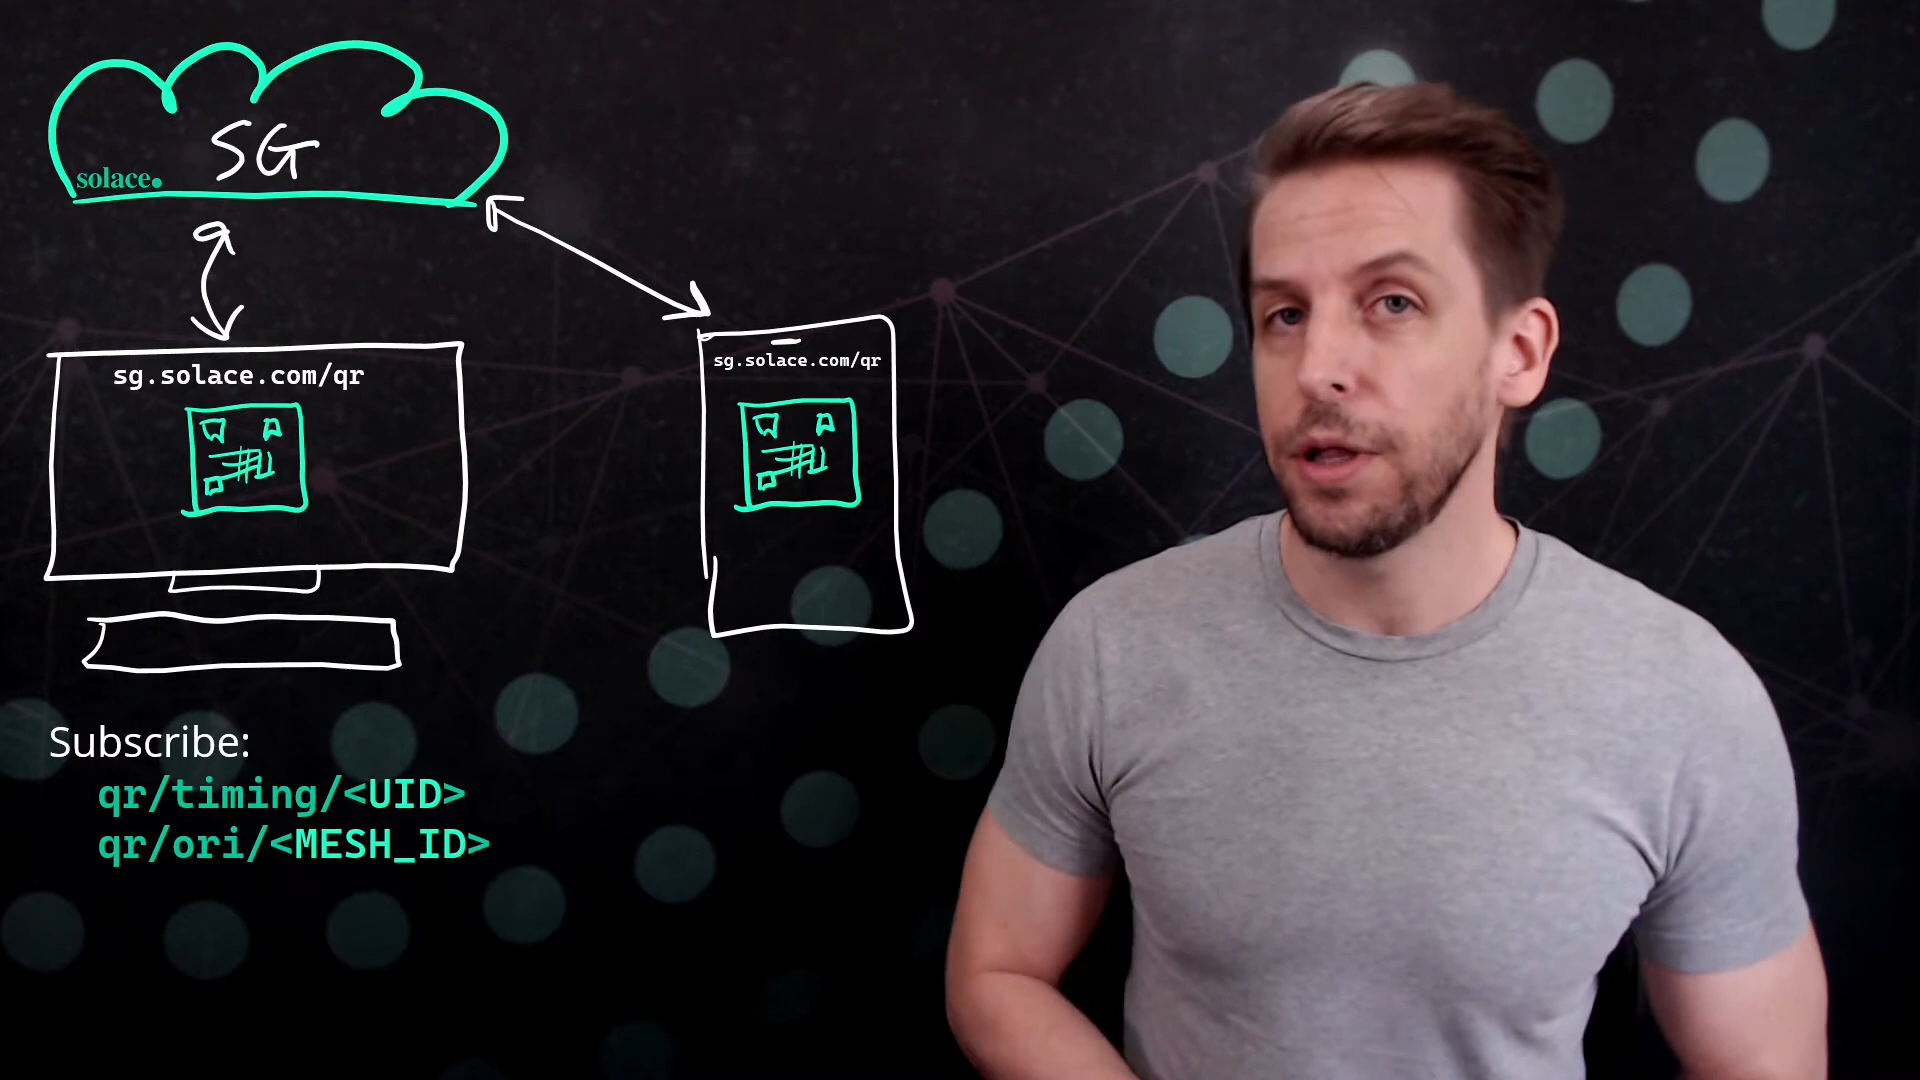 SG
solace.
sg.solace.com/qr
sg.solace.com/qr
Subscribe:
qr/timing/<UID>
qr/ori/<MESH_ID>